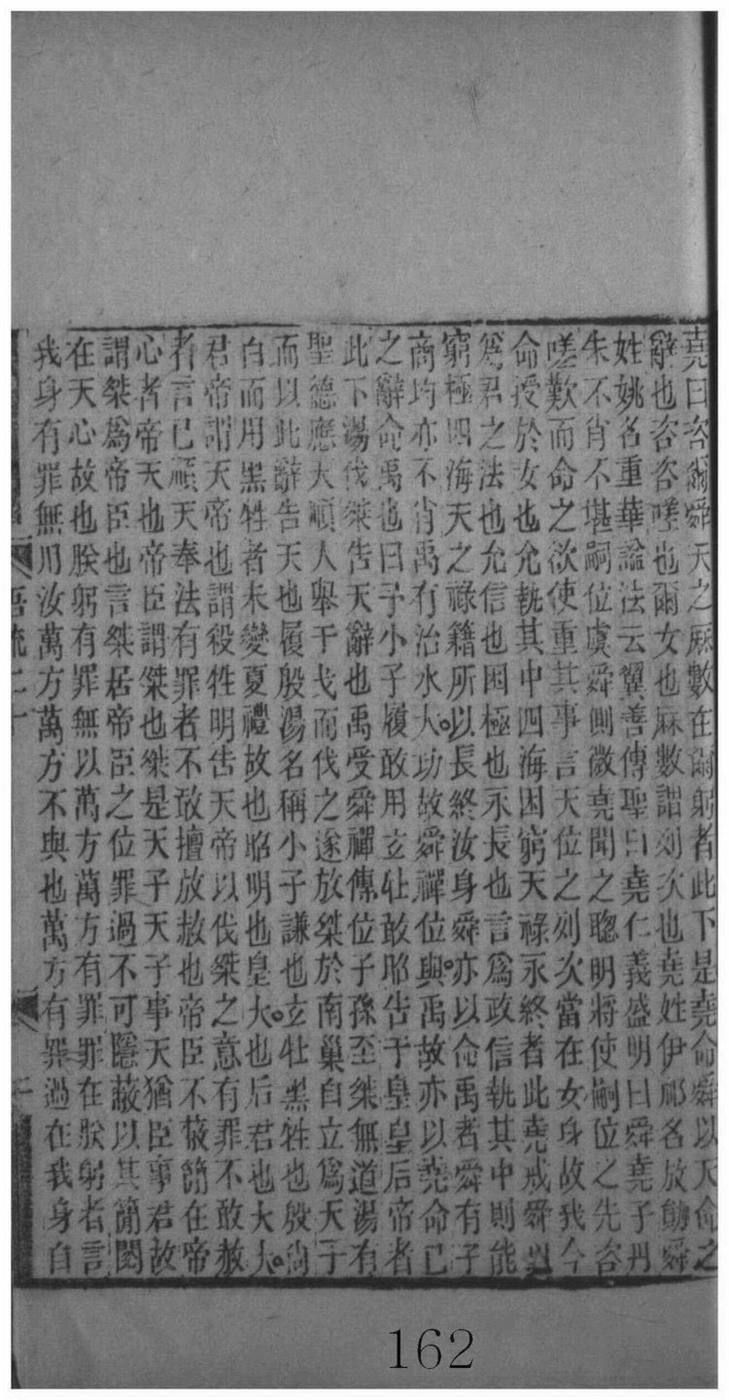 堯曰咨爾舜天之厤數在爾躬者此下是堯命舜以天命之
辭也咨咨嗟也爾女也厤數謂列次也堯姓伊祁名放勛舜
姓姚名重華謚法云翼善傳聖曰堯仁義盛明曰舜堯子丹
朱不肖不堪嗣位虞舜側微堯聞之聰明將使嗣位之先咨
嗟歎而命之欲使重其事言天位之列次當在女身故我今
命授於女也允執其中四海困窮天祿永終者此堯戒舜
爲君之法也允信也困極也永長也言爲政信執其中則能
窮極四海天之祿籍所以長終汝身舜亦以命禹者舜有子
商均亦不肖禹有治水大功故舜禪位與禹故亦以堯命己
之辭命禹也曰予小子履敢用玄牡敢昭告于皇皇后帝者
此下湯伐桀告天辭也禹受舜禪傳位子孫至桀無道湯有
聖德應天順人舉干戈而伐之遂放桀於南巢自立爲天子
而以此辭告天也履殷湯名稱小子謙也玄牡黑牲也殷尙
白而用黑牲者未變夏禮故也昭明也皇大也后君也大大
君帝謂天帝也謂殺牲明告天帝以伐桀之意有罪不敢赦
者言已順天奉法有罪者不敢擅放赦也帝臣不蔽簡在帝
心者帝天也帝臣謂桀也桀是天子天子事天猶臣事君故
謂桀爲帝臣也言桀居帝臣之位罪過不可隱蔽以其簡閱
在天心故也朕躬有罪無以萬方萬方有罪罪在朕躬者言
我身有罪無用汝萬方萬方不與也萬方有罪過在我身自
語疏二十
162